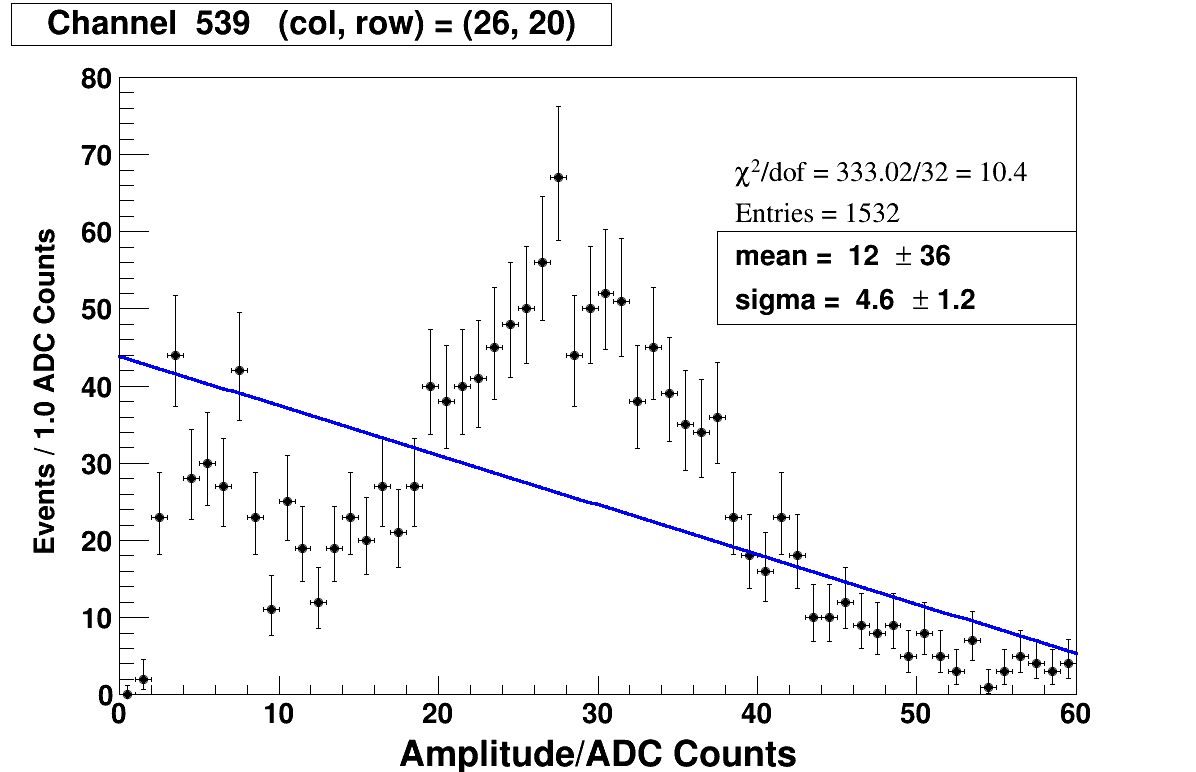 Channel 539 (col, row) = (26, 20)
80
70
60
50
40
30
20
10
0
Events / 1.0 ADC Counts
χ²/dof = 333.02/32 = 10.4
Entries = 1532
mean = 12 ± 36
sigma = 4.6 ± 1.2
0 10 20 30 40 50 60
Amplitude/ADC Counts